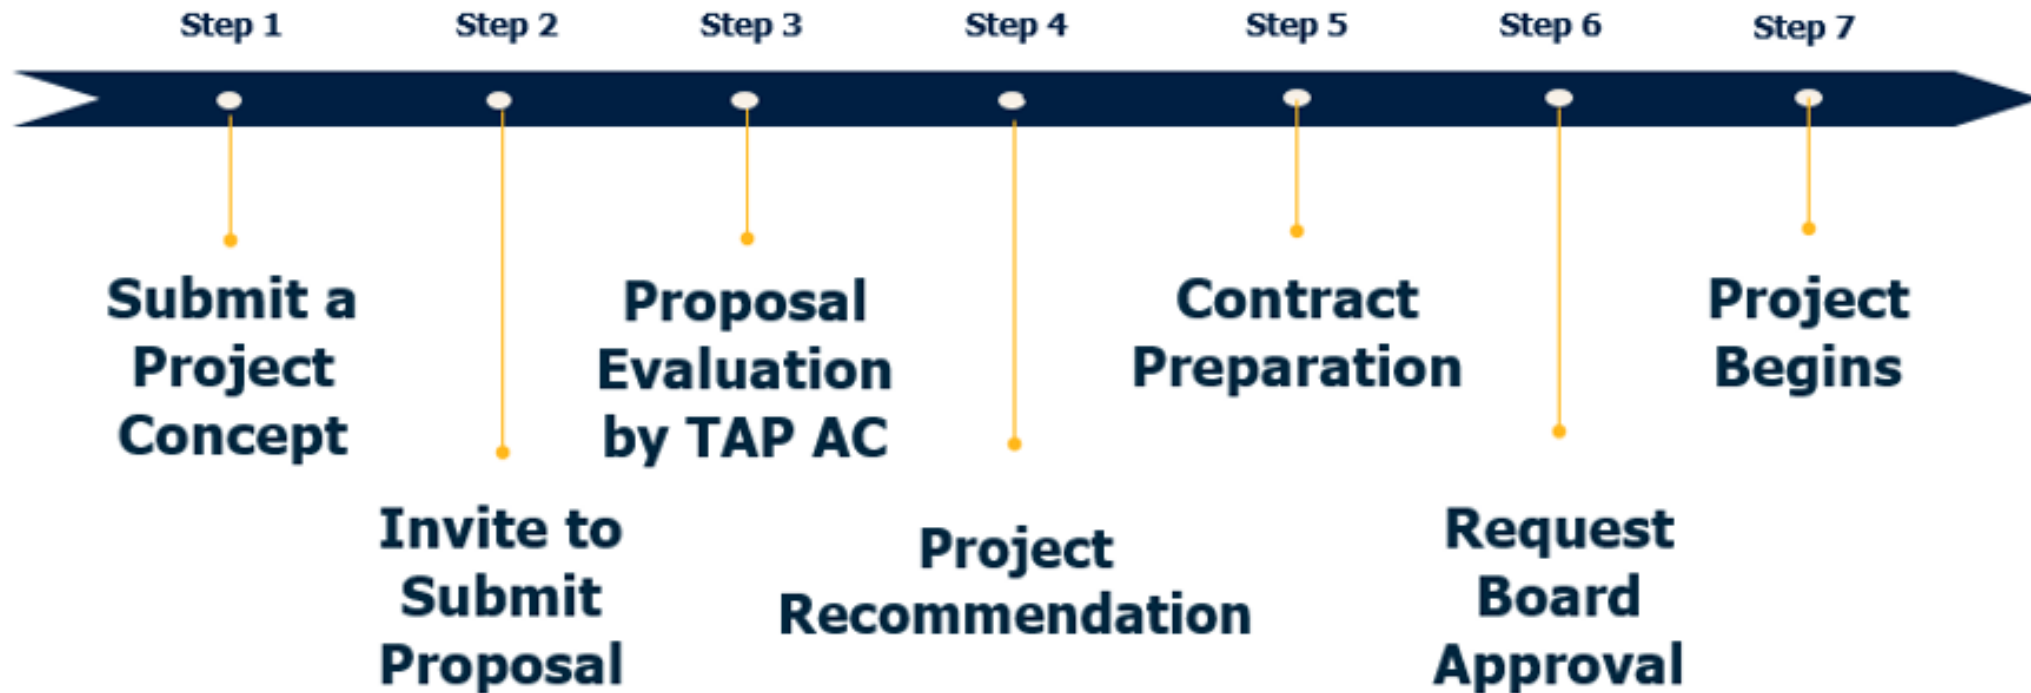 Step 1
Step 2
Step 3
Step 4
Step 5
Step 6
Step 7
Submit a
Project
Concept
Invite to
Submit
Proposal
Proposal
Evaluation
by TAP AC
Project
Recommendation
Contract
Preparation
Request
Board
Approval
Project
Begins